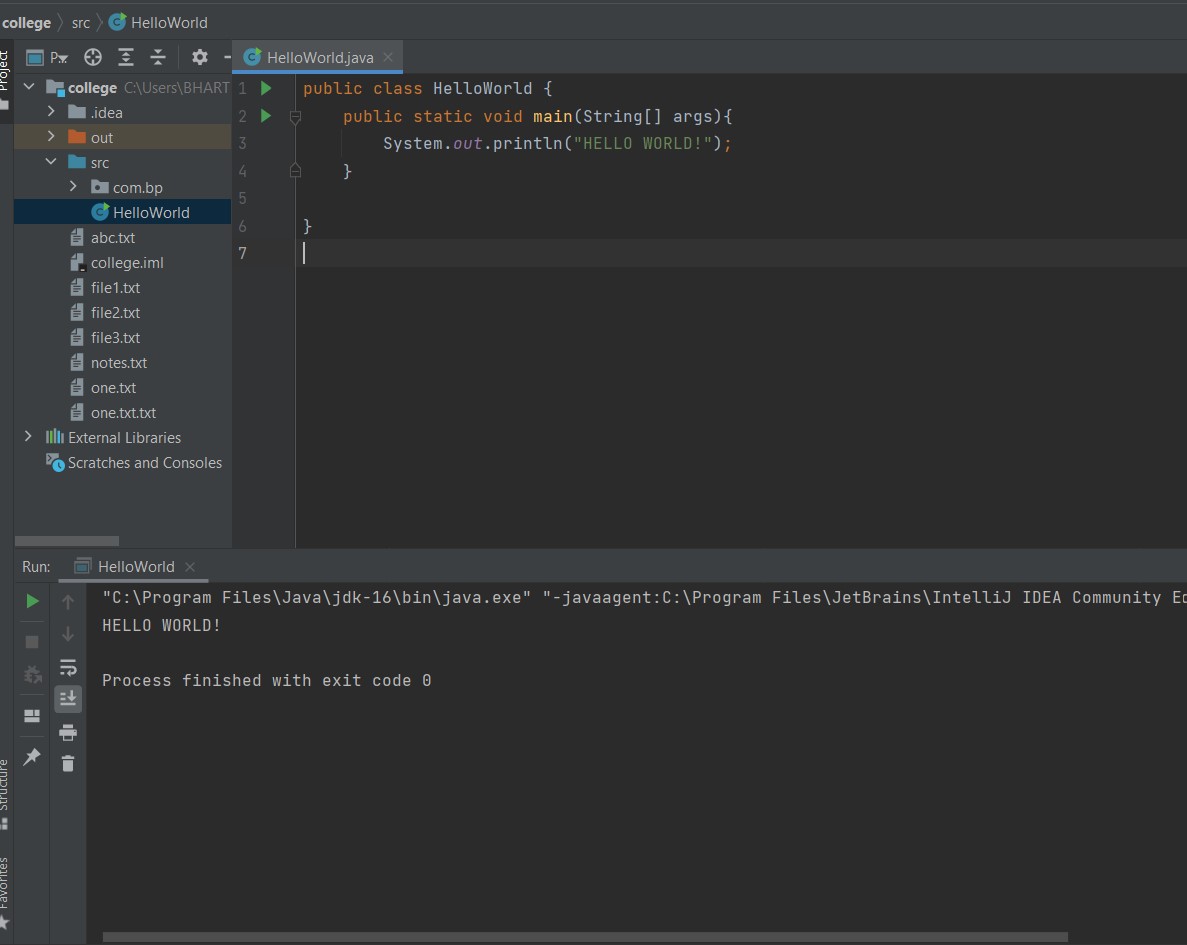 college src HelloWorld
Project
P...
HelloWorld.java
college C:\Users\BHART
.idea
out
src
com.bp
HelloWorld
abc.txt
college.iml
file1.txt
file2.txt
file3.txt
notes.txt
one.txt
one.txt.txt
External Libraries
Scratches and Consoles
1 public class HelloWorld {
2 public static void main(String[] args){
3 System.out.println("HELLO WORLD!");
4 }
5
6 }
7
Run: HelloWorld
"C:\Program Files\Java\jdk-16\bin\java.exe" "-javaagent:C:\Program Files\JetBrains\IntelliJ IDEA Community Ed
HELLO WORLD!
Process finished with exit code 0
Structure
Favorites